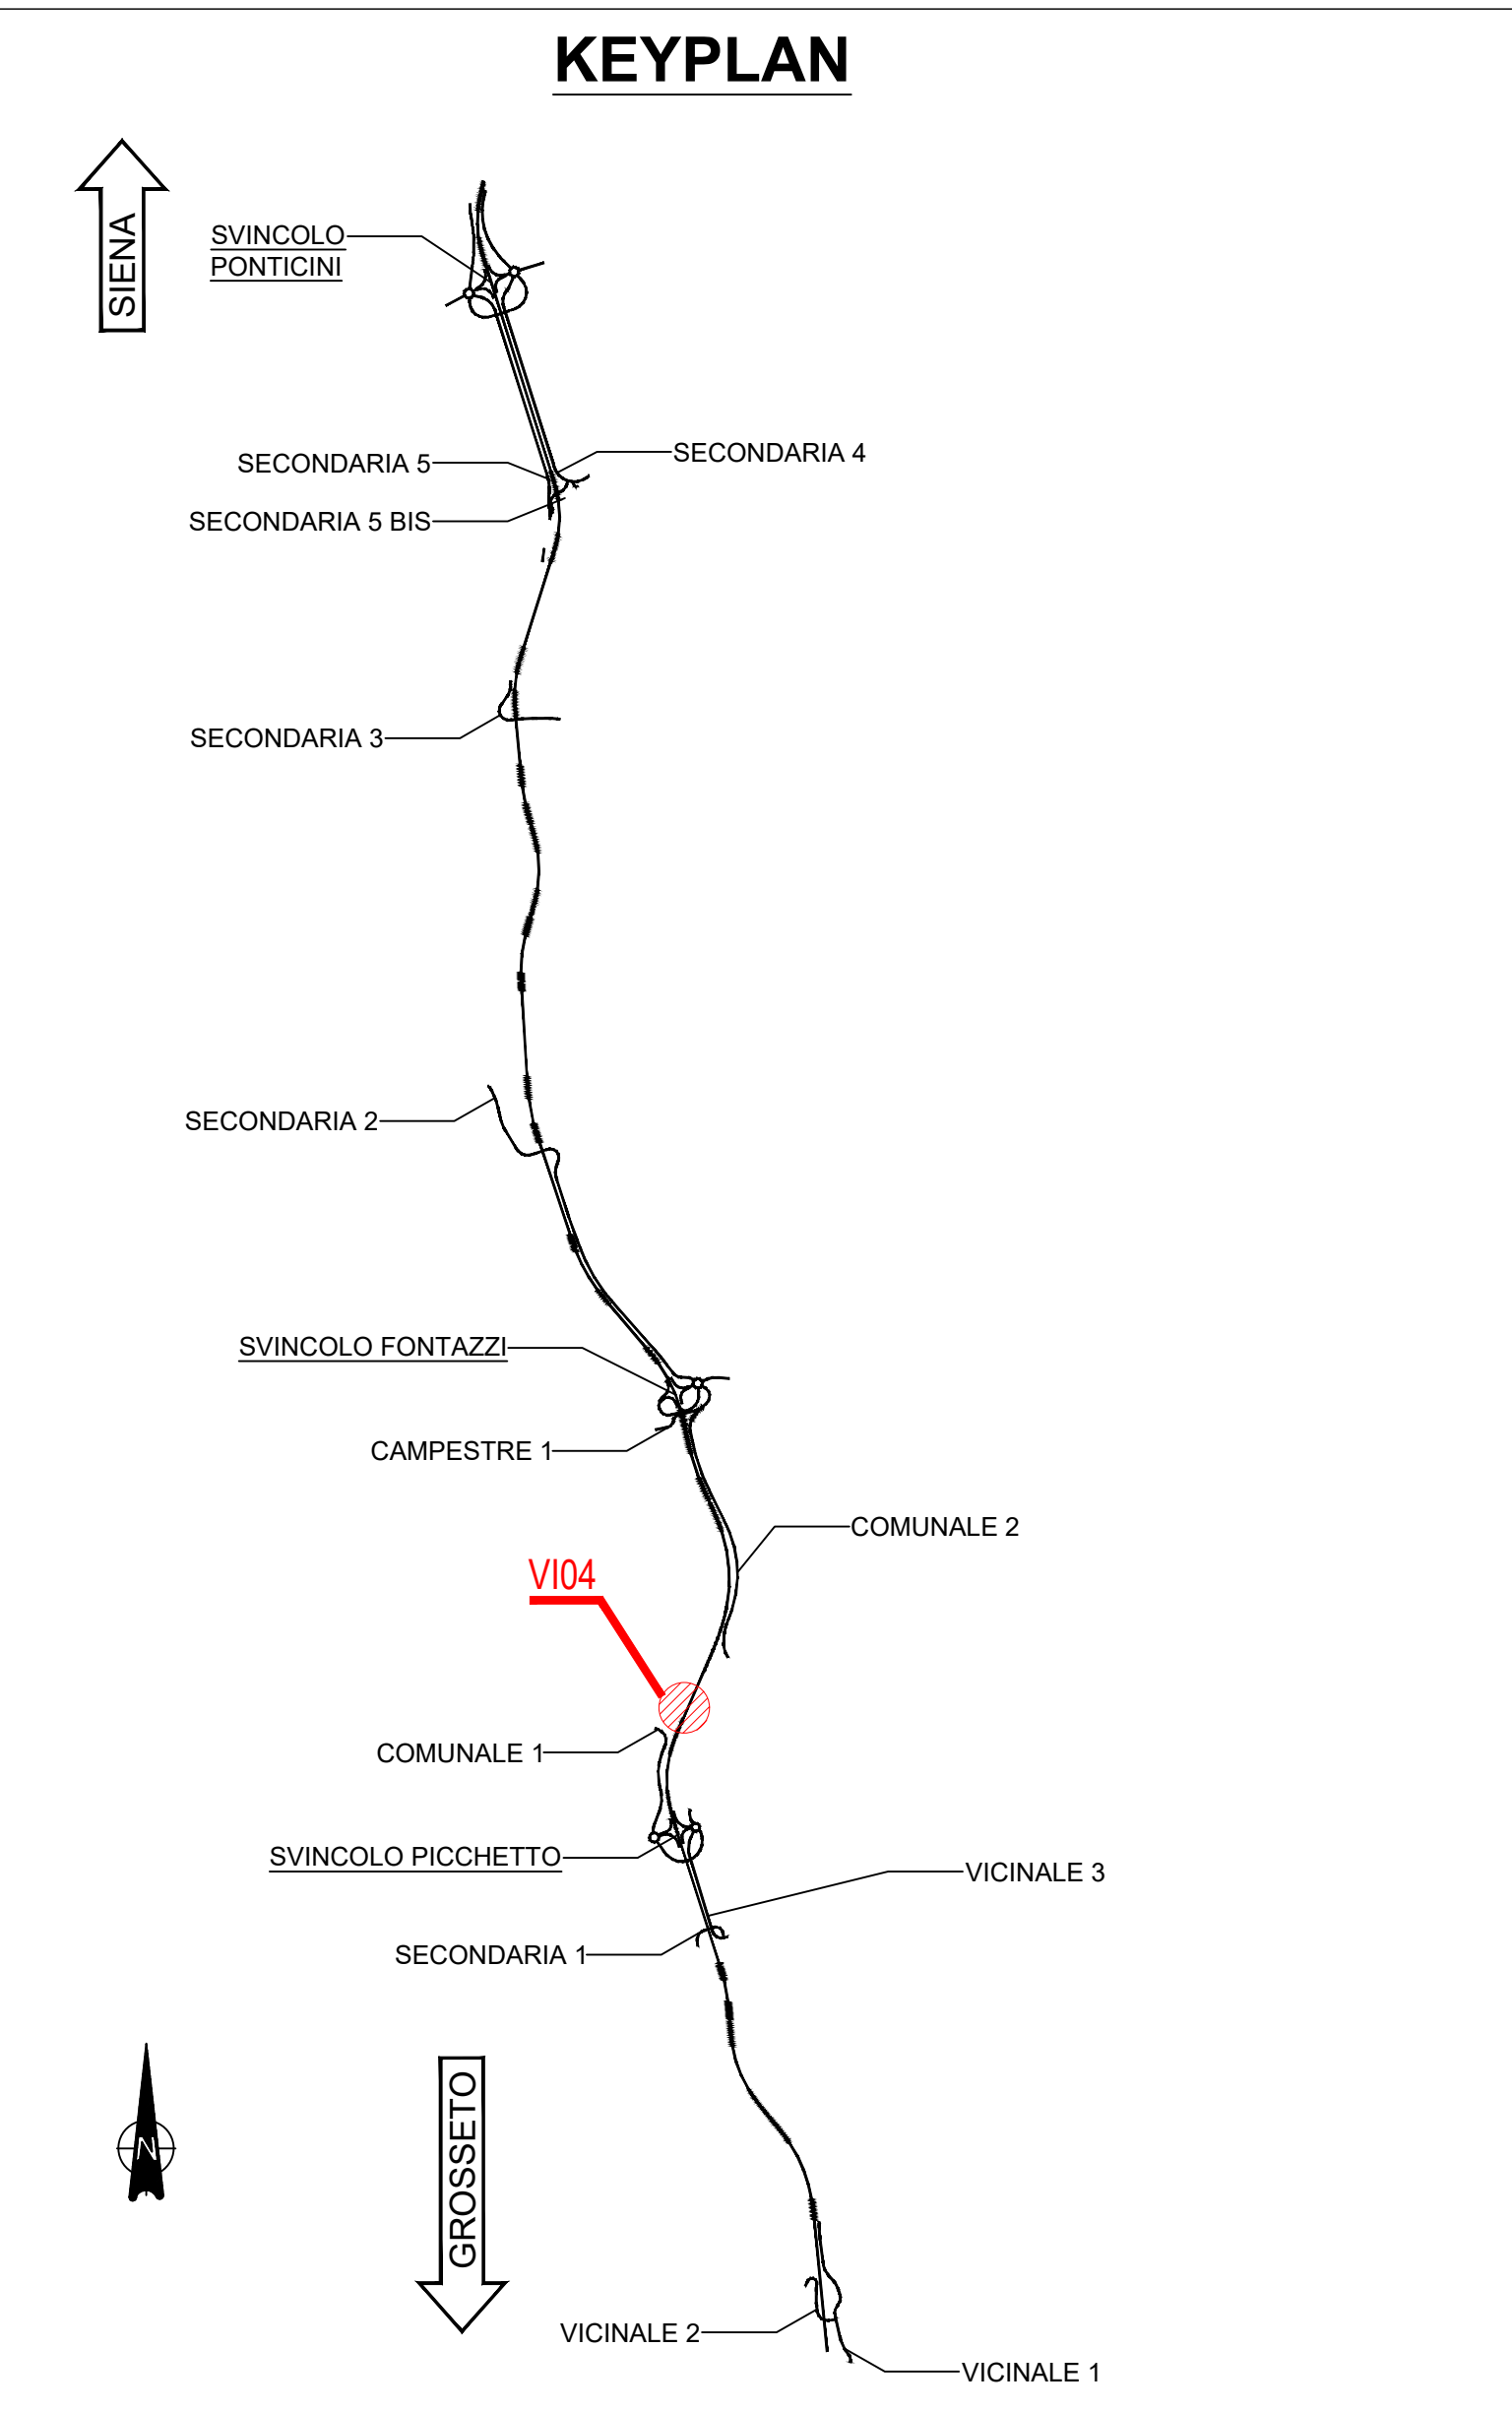 KEYPLAN
SIENA
SVINCOLO
PONTICINI
SECONDARIA 4
SECONDARIA 5
SECONDARIA 5 BIS
SECONDARIA 3
SECONDARIA 2
SVINCOLO FONTAZZI
CAMPESTRE 1
COMUNALE 2
VI04
COMUNALE 1
SVINCOLO PICCHETTO
VICINALE 3
SECONDARIA 1
N
GROSSETO
VICINALE 2
VICINALE 1